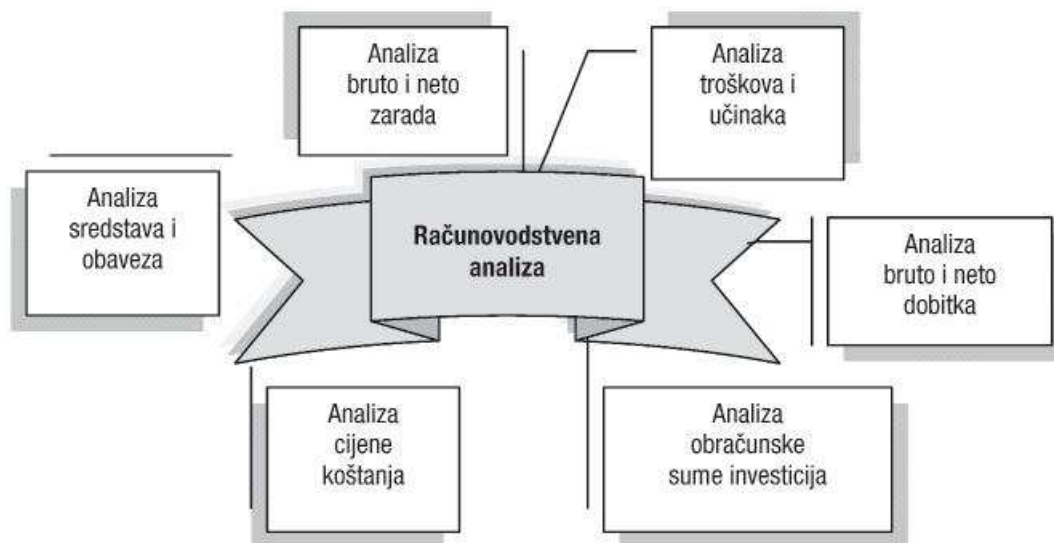 Analiza
bruto i neto
zarada
Analiza
troškova i
učinaka
Analiza
sredstava i
obaveza
Računovodstvena
analiza
Analiza
bruto i neto
dobitka
Analiza
cijene
koštanja
Analiza
obračunske
sume investicija